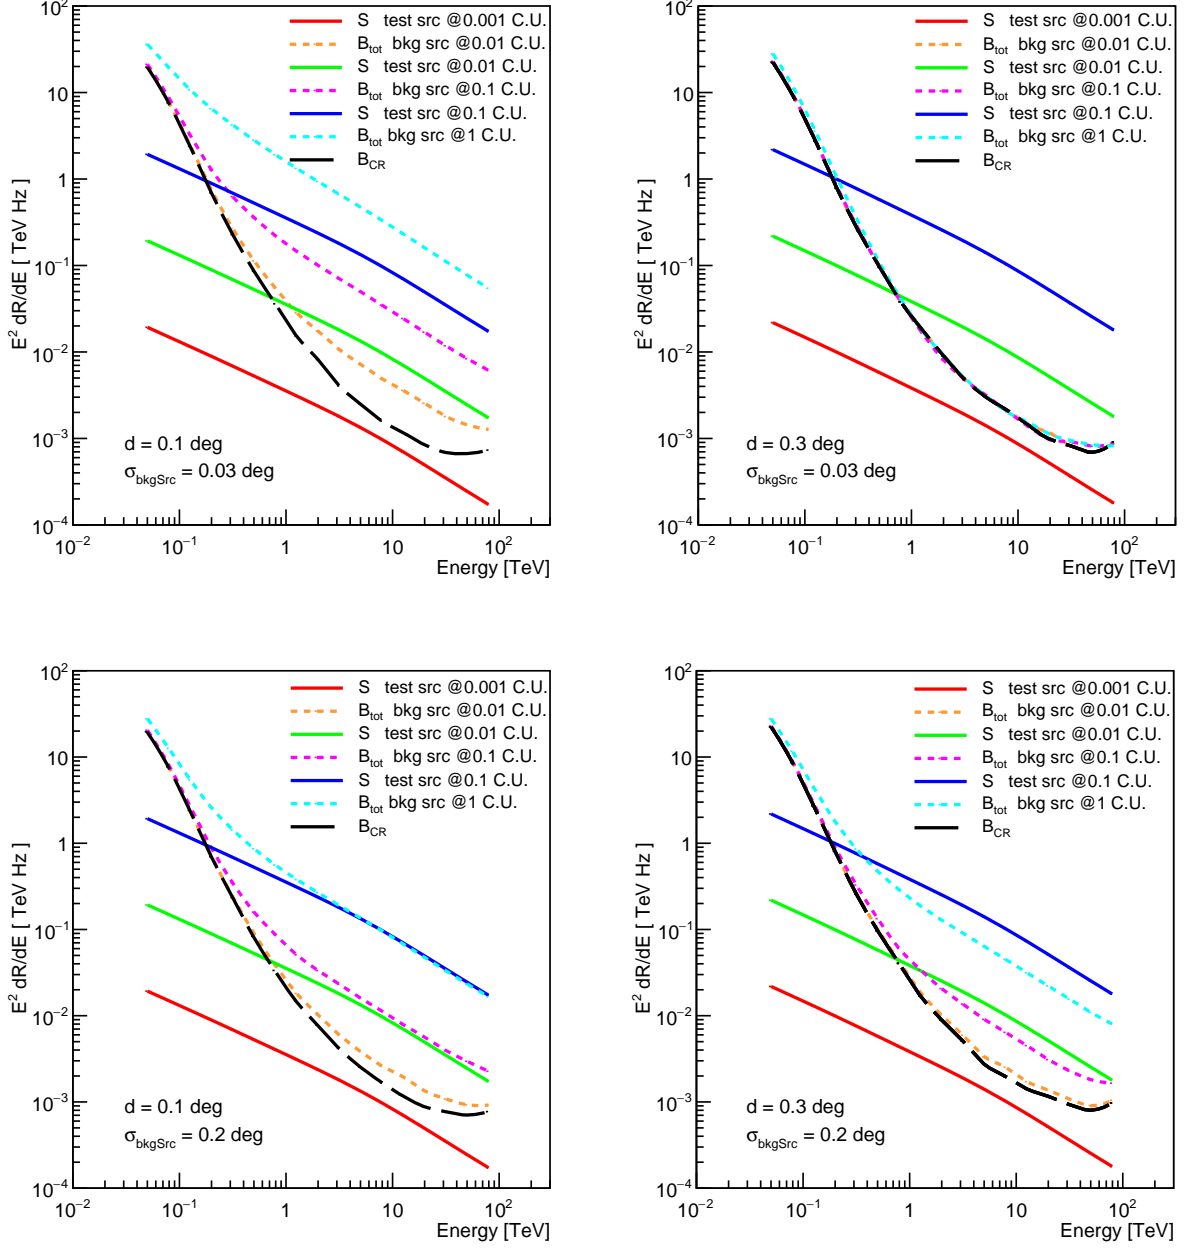 10²
10
1
10⁻¹
10⁻²
10⁻³
10⁻⁴
E² dR/dE [ TeV Hz ]
S test src @0.001 C.U.
B_tot bkg src @0.01 C.U.
S test src @0.01 C.U.
B_tot bkg src @0.1 C.U.
S test src @0.1 C.U.
B_tot bkg src @1 C.U.
B_CR
d = 0.1 deg
σ_bkgSrc = 0.03 deg
10⁻² 10⁻¹ 1 10 10²
Energy [TeV]
10²
10
1
10⁻¹
10⁻²
10⁻³
10⁻⁴
E² dR/dE [ TeV Hz ]
S test src @0.001 C.U.
B_tot bkg src @0.01 C.U.
S test src @0.01 C.U.
B_tot bkg src @0.1 C.U.
S test src @0.1 C.U.
B_tot bkg src @1 C.U.
B_CR
d = 0.3 deg
σ_bkgSrc = 0.03 deg
10⁻² 10⁻¹ 1 10 10²
Energy [TeV]
10²
10
1
10⁻¹
10⁻²
10⁻³
10⁻⁴
E² dR/dE [ TeV Hz ]
S test src @0.001 C.U.
B_tot bkg src @0.01 C.U.
S test src @0.01 C.U.
B_tot bkg src @0.1 C.U.
S test src @0.1 C.U.
B_tot bkg src @1 C.U.
B_CR
d = 0.1 deg
σ_bkgSrc = 0.2 deg
10⁻² 10⁻¹ 1 10 10²
Energy [TeV]
10²
10
1
10⁻¹
10⁻²
10⁻³
10⁻⁴
E² dR/dE [ TeV Hz ]
S test src @0.001 C.U.
B_tot bkg src @0.01 C.U.
S test src @0.01 C.U.
B_tot bkg src @0.1 C.U.
S test src @0.1 C.U.
B_tot bkg src @1 C.U.
B_CR
d = 0.3 deg
σ_bkgSrc = 0.2 deg
10⁻² 10⁻¹ 1 10 10²
Energy [TeV]